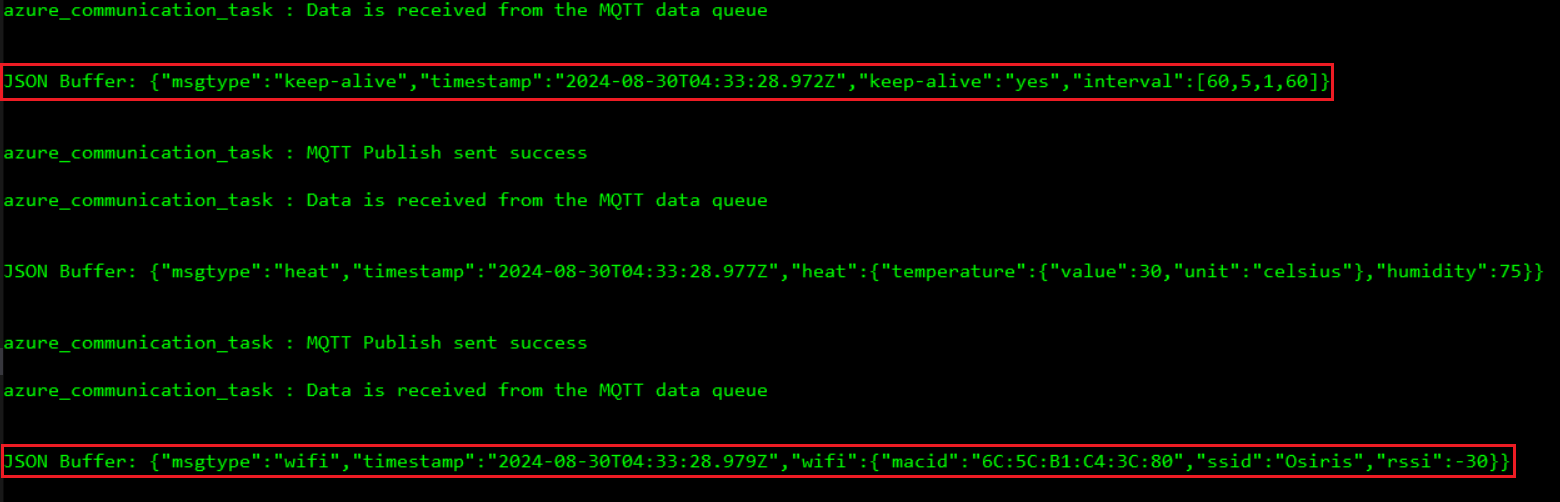 azure_communication_task : Data is received from the MQTT data queue
JSON Buffer: {"msgtype":"keep-alive","timestamp":"2024-08-30T04:33:28.972Z","keep-alive":"yes","interval":[60,5,1,60]}
azure_communication_task : MQTT Publish sent success
azure_communication_task : Data is received from the MQTT data queue
JSON Buffer: {"msgtype":"heat","timestamp":"2024-08-30T04:33:28.977Z","heat":{"temperature":{"value":30,"unit":"celsius"},"humidity":75}}
azure_communication_task : MQTT Publish sent success
azure_communication_task : Data is received from the MQTT data queue
JSON Buffer: {"msgtype":"wifi","timestamp":"2024-08-30T04:33:28.979Z","wifi":{"macid":"6C:5C:B1:C4:3C:80","ssid":"Osiris","rssi":-30}}